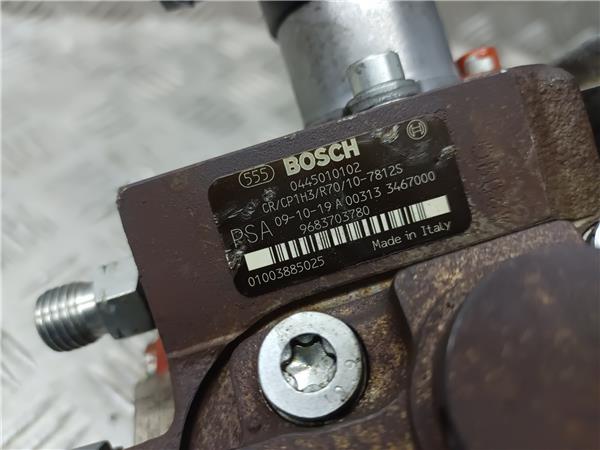 555 BOSCH
0445010102
CR/CP1H3/R70/10-7812S
PSA 09-10-19 A 00313 3467000
9683703780
01003885025 Made in Italy